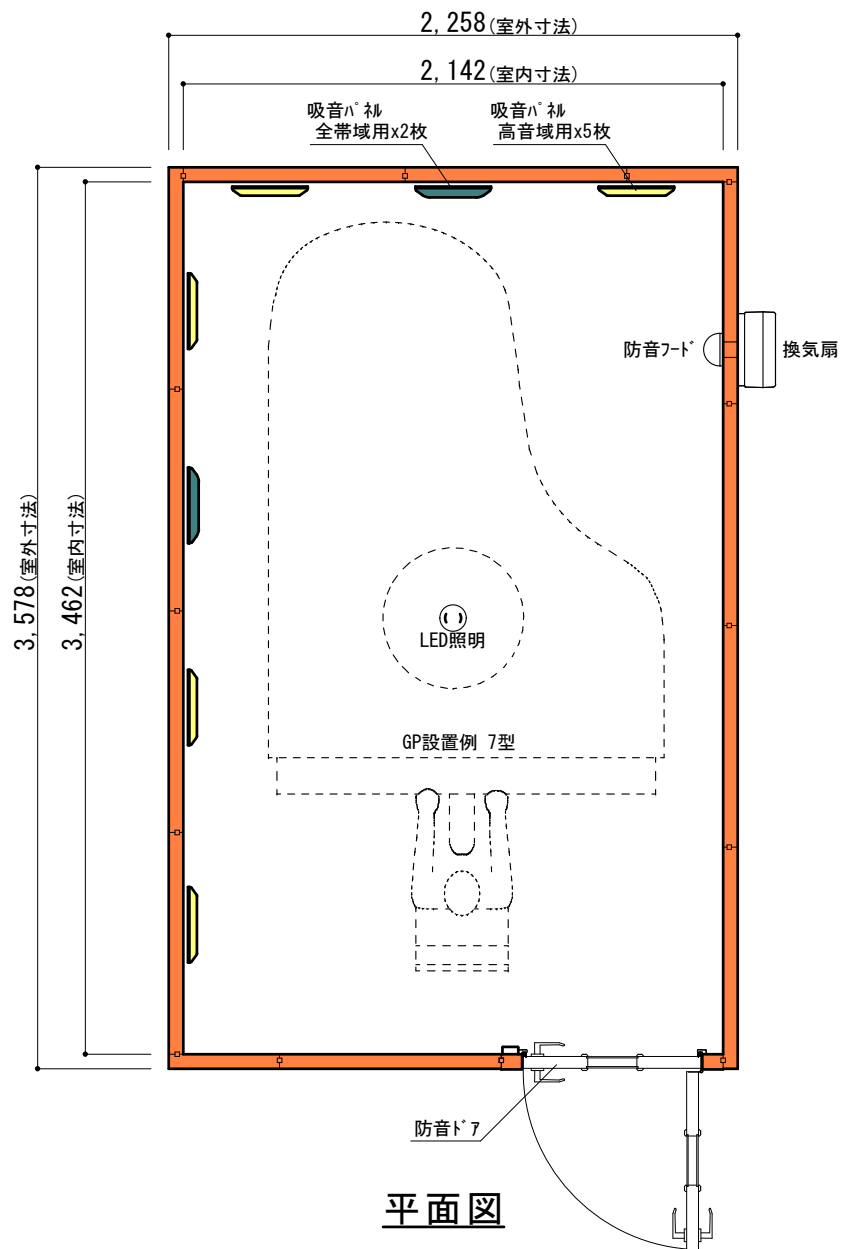 2,258(室外寸法)
2,142(室内寸法)
吸音ﾊﾟﾈﾙ
全帯域用x2枚
吸音ﾊﾟﾈﾙ
高音域用x5枚
防音ﾌｰﾄﾞ
換気扇
3,578(室外寸法)
3,462(室内寸法)
LED照明
GP設置例 7型
防音ﾄﾞｱ
平面図